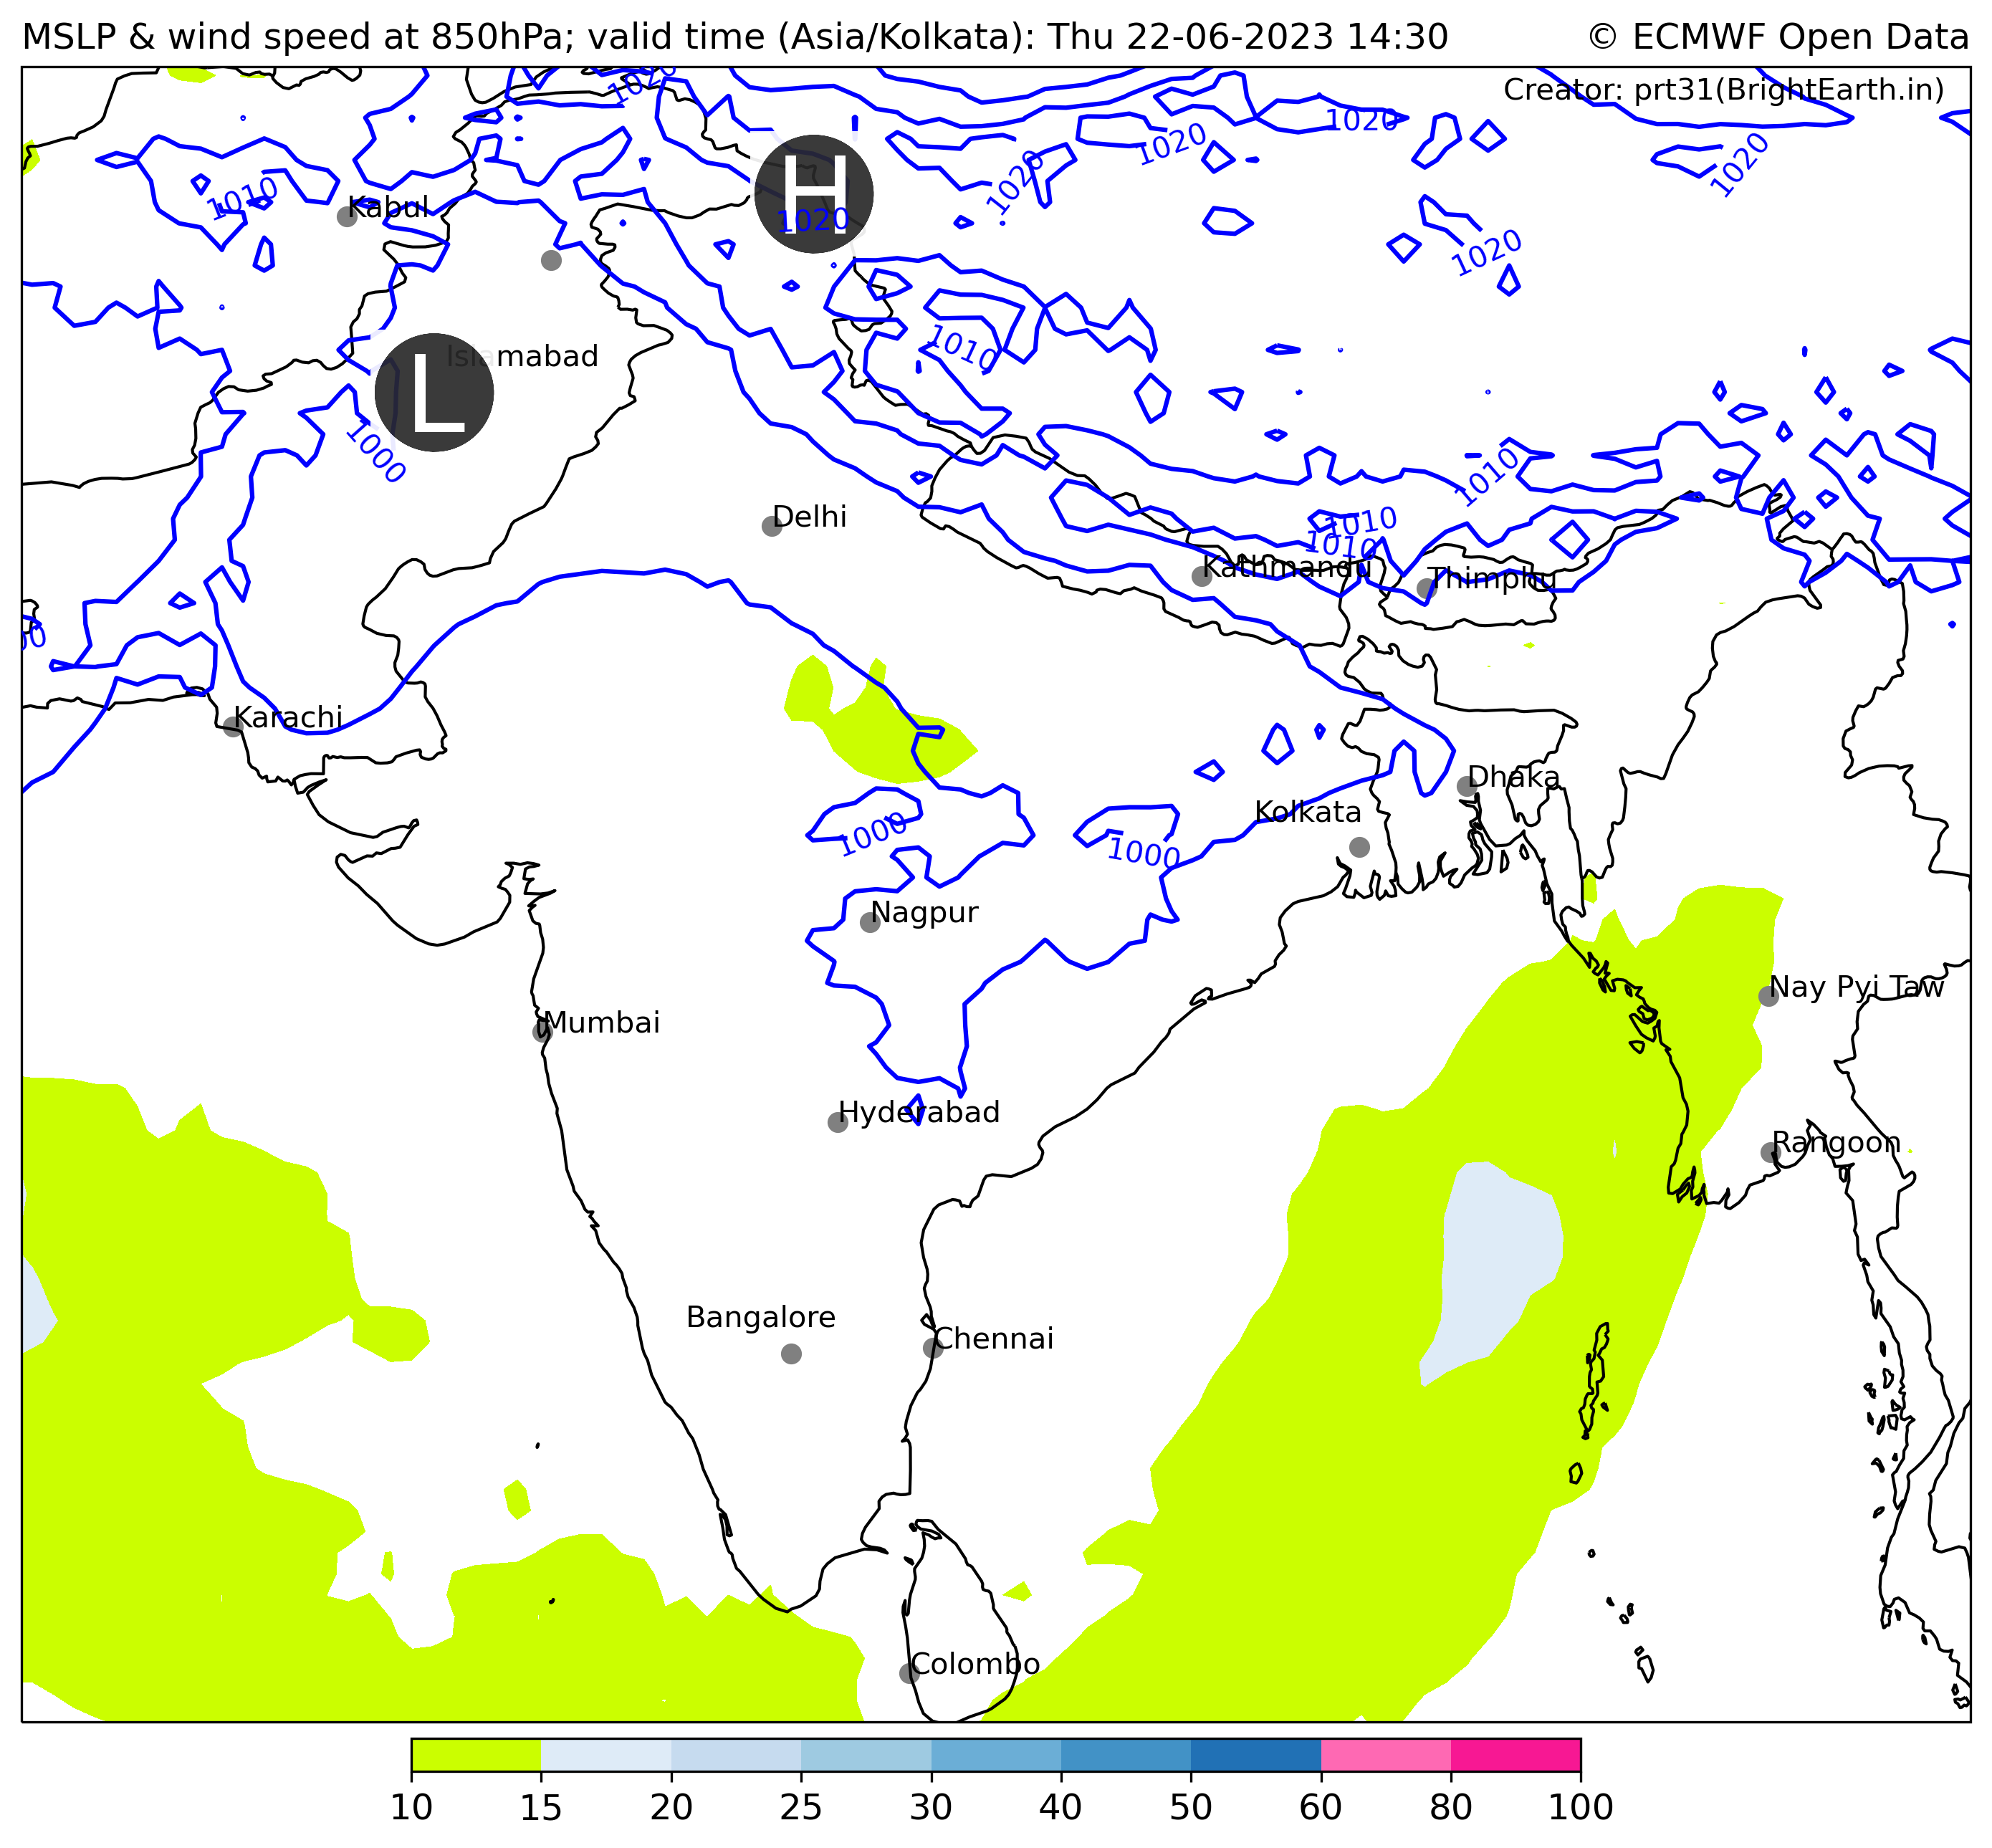 MSLP & wind speed at 850hPa; valid time (Asia/Kolkata): Thu 22-06-2023 14:30
© ECMWF Open Data
Creator: prt31(BrightEarth.in)
1020
1020
1020
1020
1020
1010
Kabul
H
1020
1020
1010
Islamabad
L
1000
1010
Delhi
1010
1010
Kathmandu
Thimphu
Karachi
Dhaka
Kolkata
1000
1000
Nagpur
Nay Pyi Taw
Mumbai
Hyderabad
Rangoon
Bangalore
Chennai
Colombo
10 15 20 25 30 40 50 60 80 100